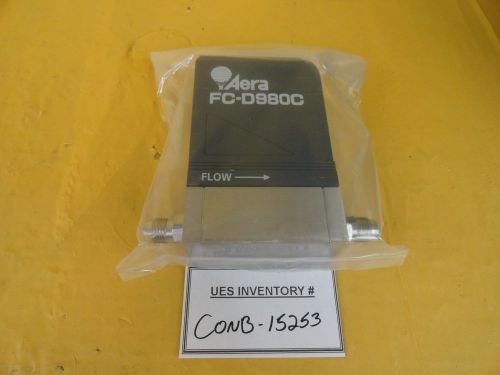 Aera
FC-D980C
FLOW
UES INVENTORY #
CONB-15253